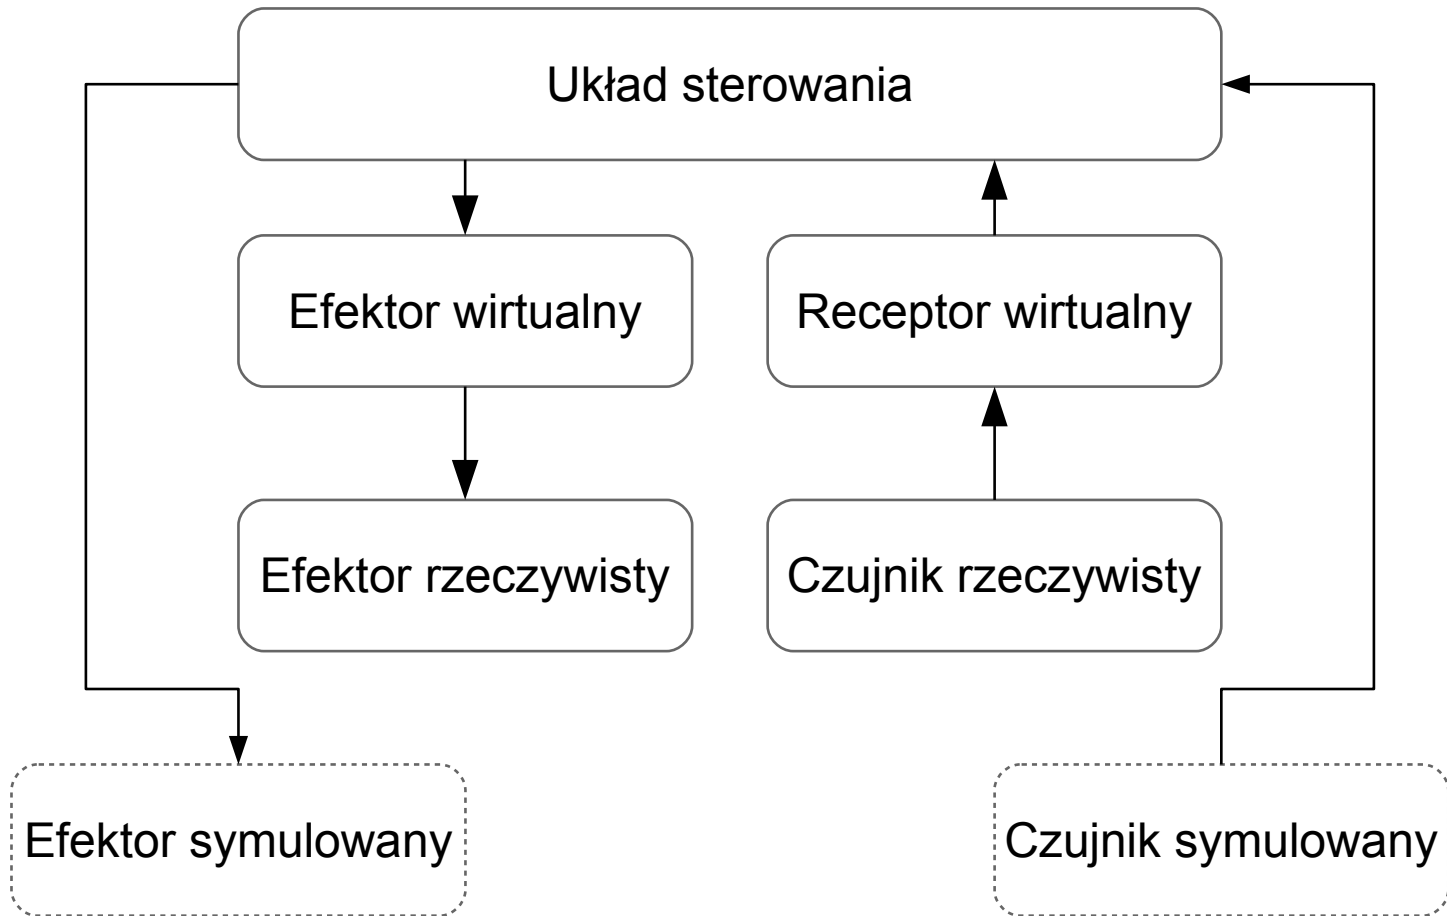 Układ sterowania
Efektor wirtualny
Receptor wirtualny
Efektor rzeczywisty
Czujnik rzeczywisty
Efektor symulowany
Czujnik symulowany